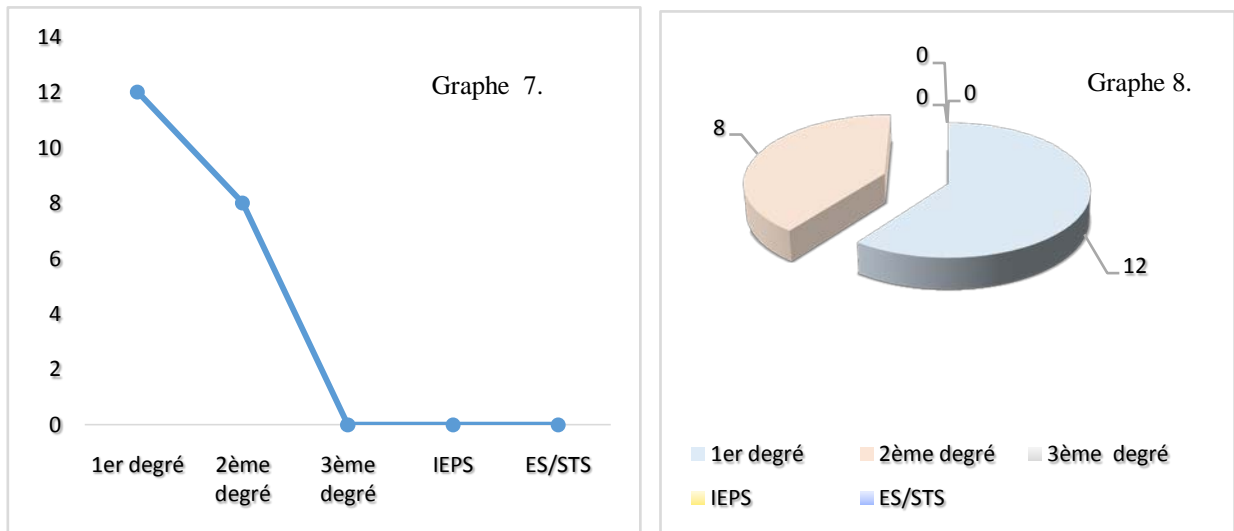 Graphe 7.
14
12
10
8
6
4
2
0
1er degré
2ème degré
3ème degré
IEPS
ES/STS
Graphe 8.
0
0
0
8
12
1er degré
2ème degré
3ème degré
IEPS
ES/STS